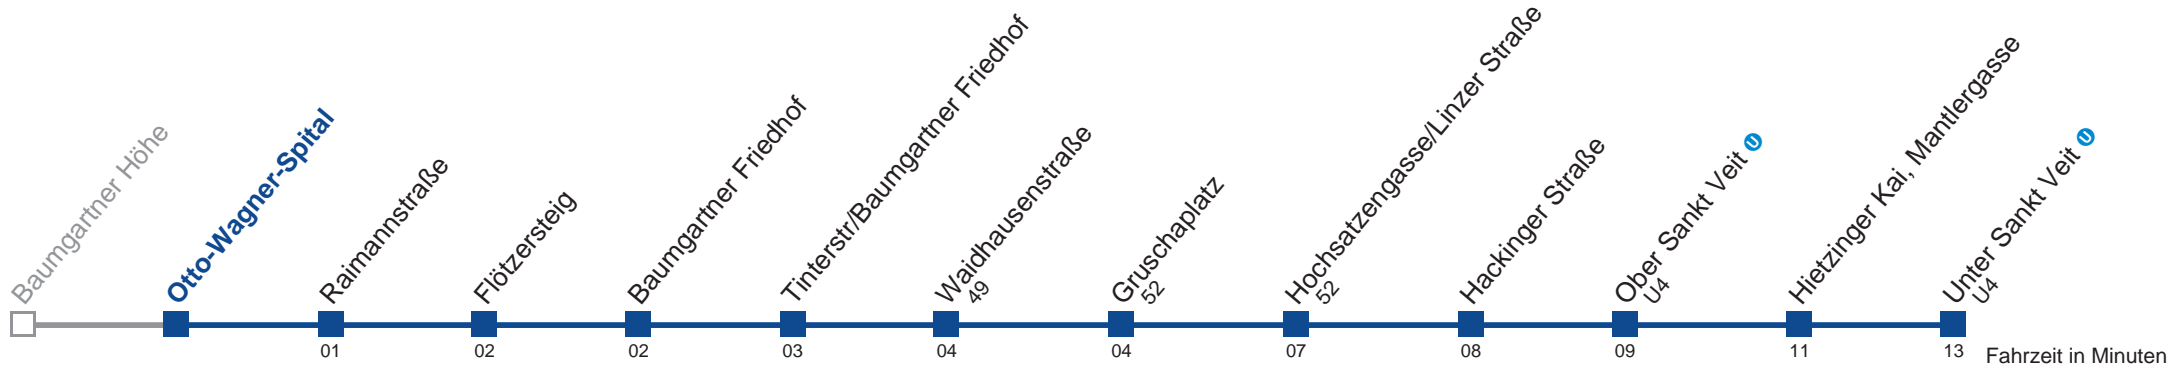 Baumgartner Höhe
Otto-Wagner-Spital
Raimannstraße
Flötzersteig
Baumgartner Friedhof
Tinterstr/Baumgartner Friedhof
Waidhausenstraße
49
Gruschaplatz
52
Hochsatzengasse/Linzer Straße
52
Hackinger Straße
Ober Sankt Veit U
U4
Hietzinger Kai, Mantlergasse
Unter Sankt Veit U
U4
01 02 02 03 04 04 07 08 09 11 13 Fahrzeit in Minuten